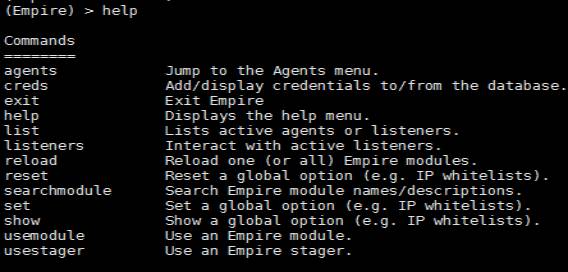 (Empire) > help
Commands
========
agents Jump to the Agents menu.
creds Add/display credentials to/from the database.
exit Exit Empire
help Displays the help menu.
list Lists active agents or listeners.
listeners Interact with active listeners.
reload Reload one (or all) Empire modules.
reset Reset a global option (e.g. IP whitelists).
searchmodule Search Empire module names/descriptions.
set Set a global option (e.g. IP whitelists).
show Show a global option (e.g. IP whitelists).
usemodule Use an Empire module.
usestager Use an Empire stager.